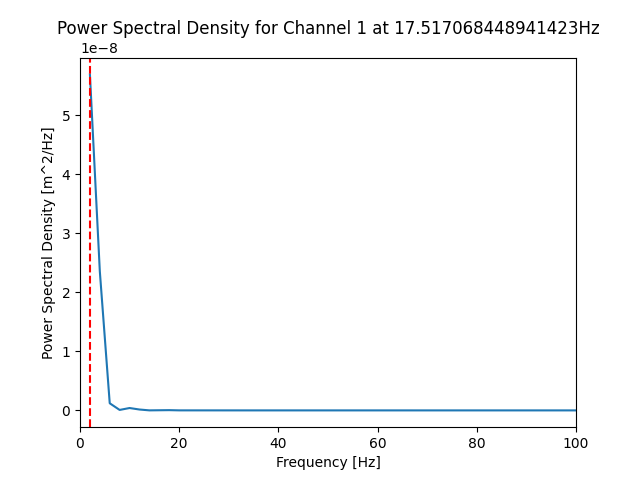 Power Spectral Density for Channel 1 at 17.517068448941423Hz
1e−8
5
4
3
2
1
0
0 20 40 60 80 100
Frequency [Hz]
Power Spectral Density [m^2/Hz]